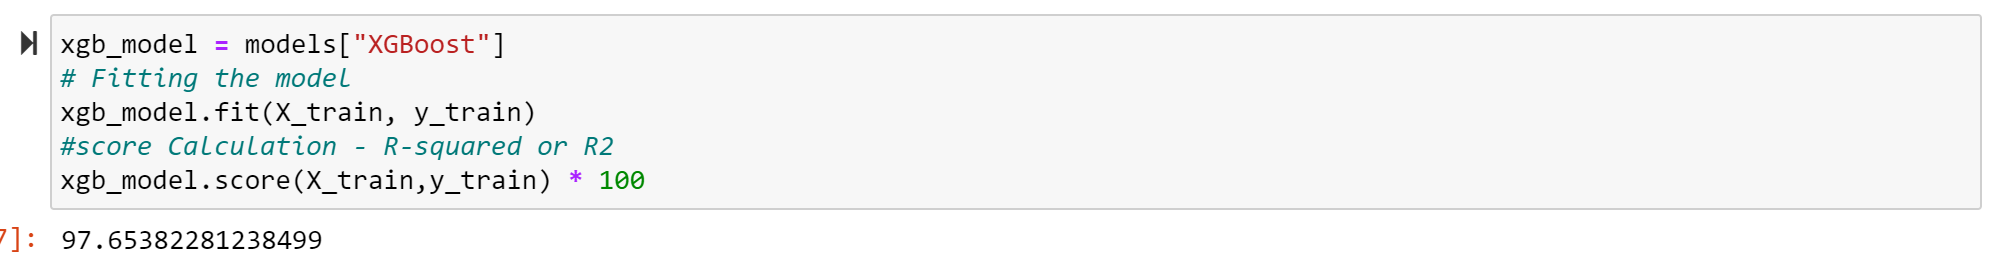 xgb_model = models["XGBoost"]
# Fitting the model
xgb_model.fit(X_train, y_train)
#score Calculation - R-squared or R2
xgb_model.score(X_train,y_train) * 100
7]: 97.65382281238499